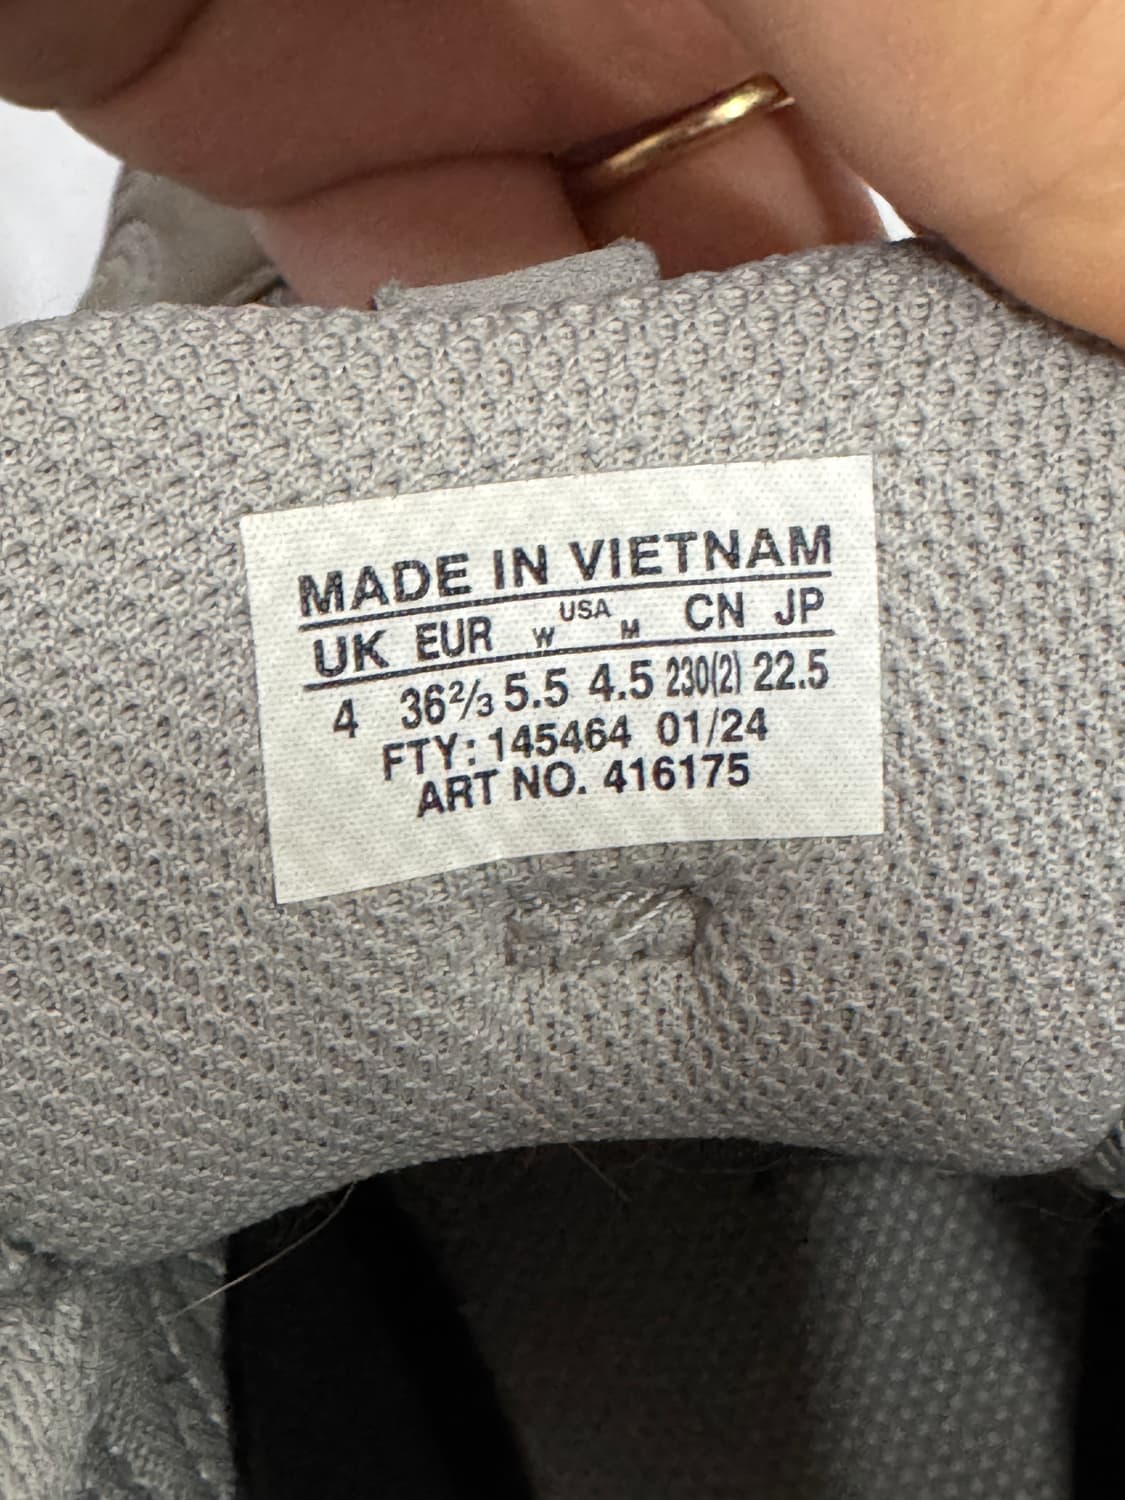 MADE IN VIETNAM
UK EUR W USA M CN JP
4 36⅔ 5.5 4.5 230(2) 22.5
FTY: 145464 01/24
ART NO. 416175